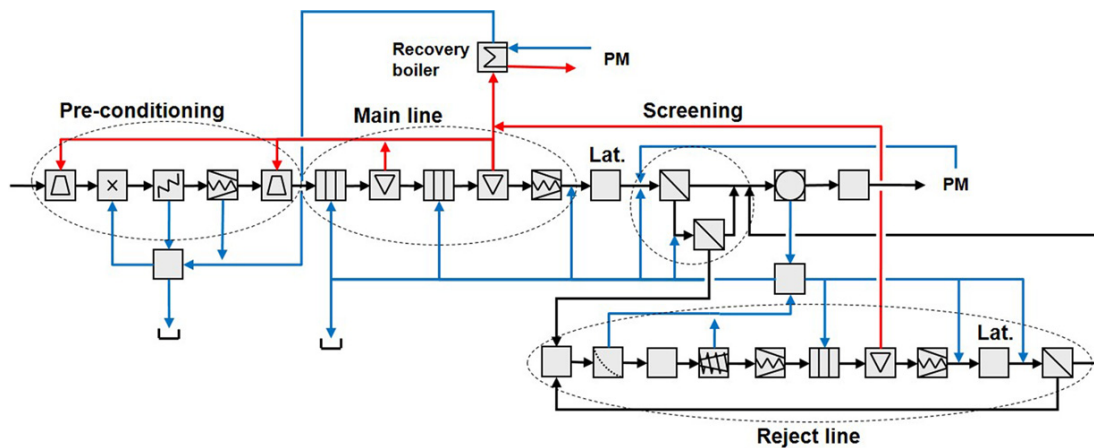 Recovery
boiler
PM
Pre-conditioning
Main line
Screening
Lat.
PM
Lat.
Reject line